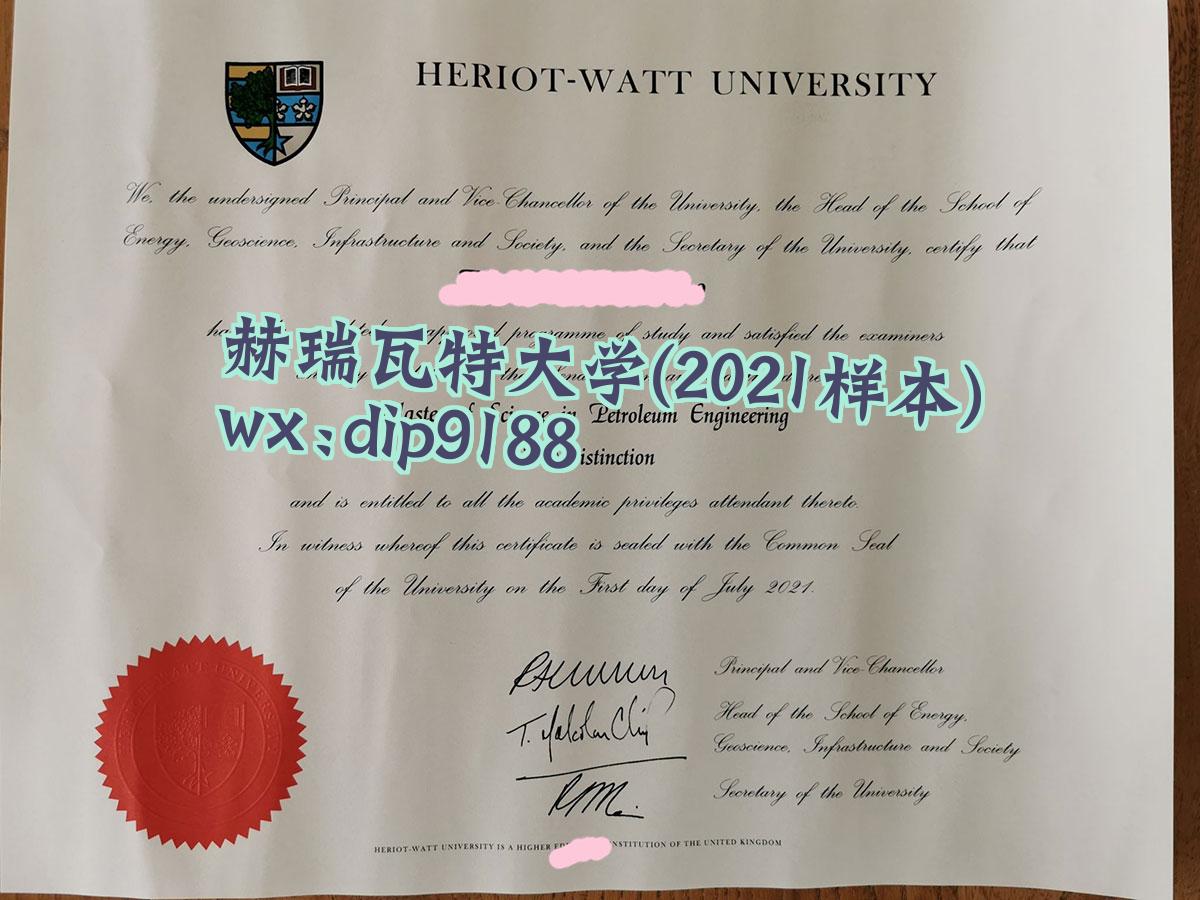 HERIOT-WATT UNIVERSITY
We, the undersigned Principal and Vice-Chancellor of the University, the Head of the School of
Energy, Geoscience, Infrastructure and Society, and the Secretary of the University, certify that
programme of study and satisfied the examiners
赫瑞瓦特大学(2021样本)
wx:dip9188
Science in Petroleum Engineering
and is entitled to all the academic privileges attendant thereto.
In witness whereof this certificate is sealed with the Common Seal
of the University on the First day of July 2021.
Principal and Vice-Chancellor
Head of the School of Energy,
Geoscience, Infrastructure and Society
Secretary of the University
HERIOT-WATT UNIVERSITY IS A HIGHER INSTITUTION OF THE UNITED KINGDOM